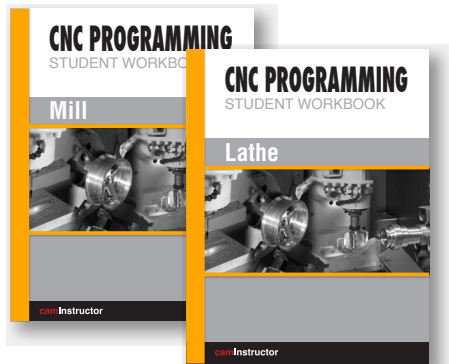 CNC PROGRAMMING
STUDENT WORKBOOK
Mill
camInstructor
CNC PROGRAMMING
STUDENT WORKBOOK
Lathe
camInstructor